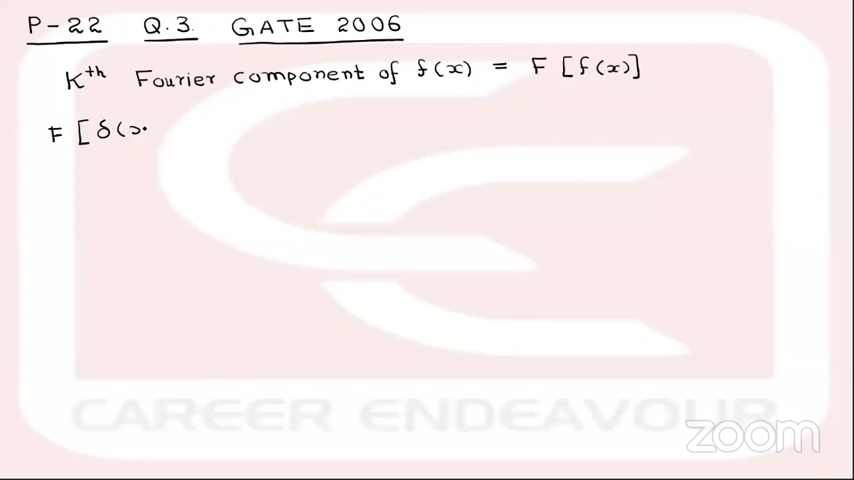 P-22 Q.3. GATE 2006
Kth Fourier component of f(x) = F [f(x)]
F [δ(x
CAREER ENDEAVOUR
zoom